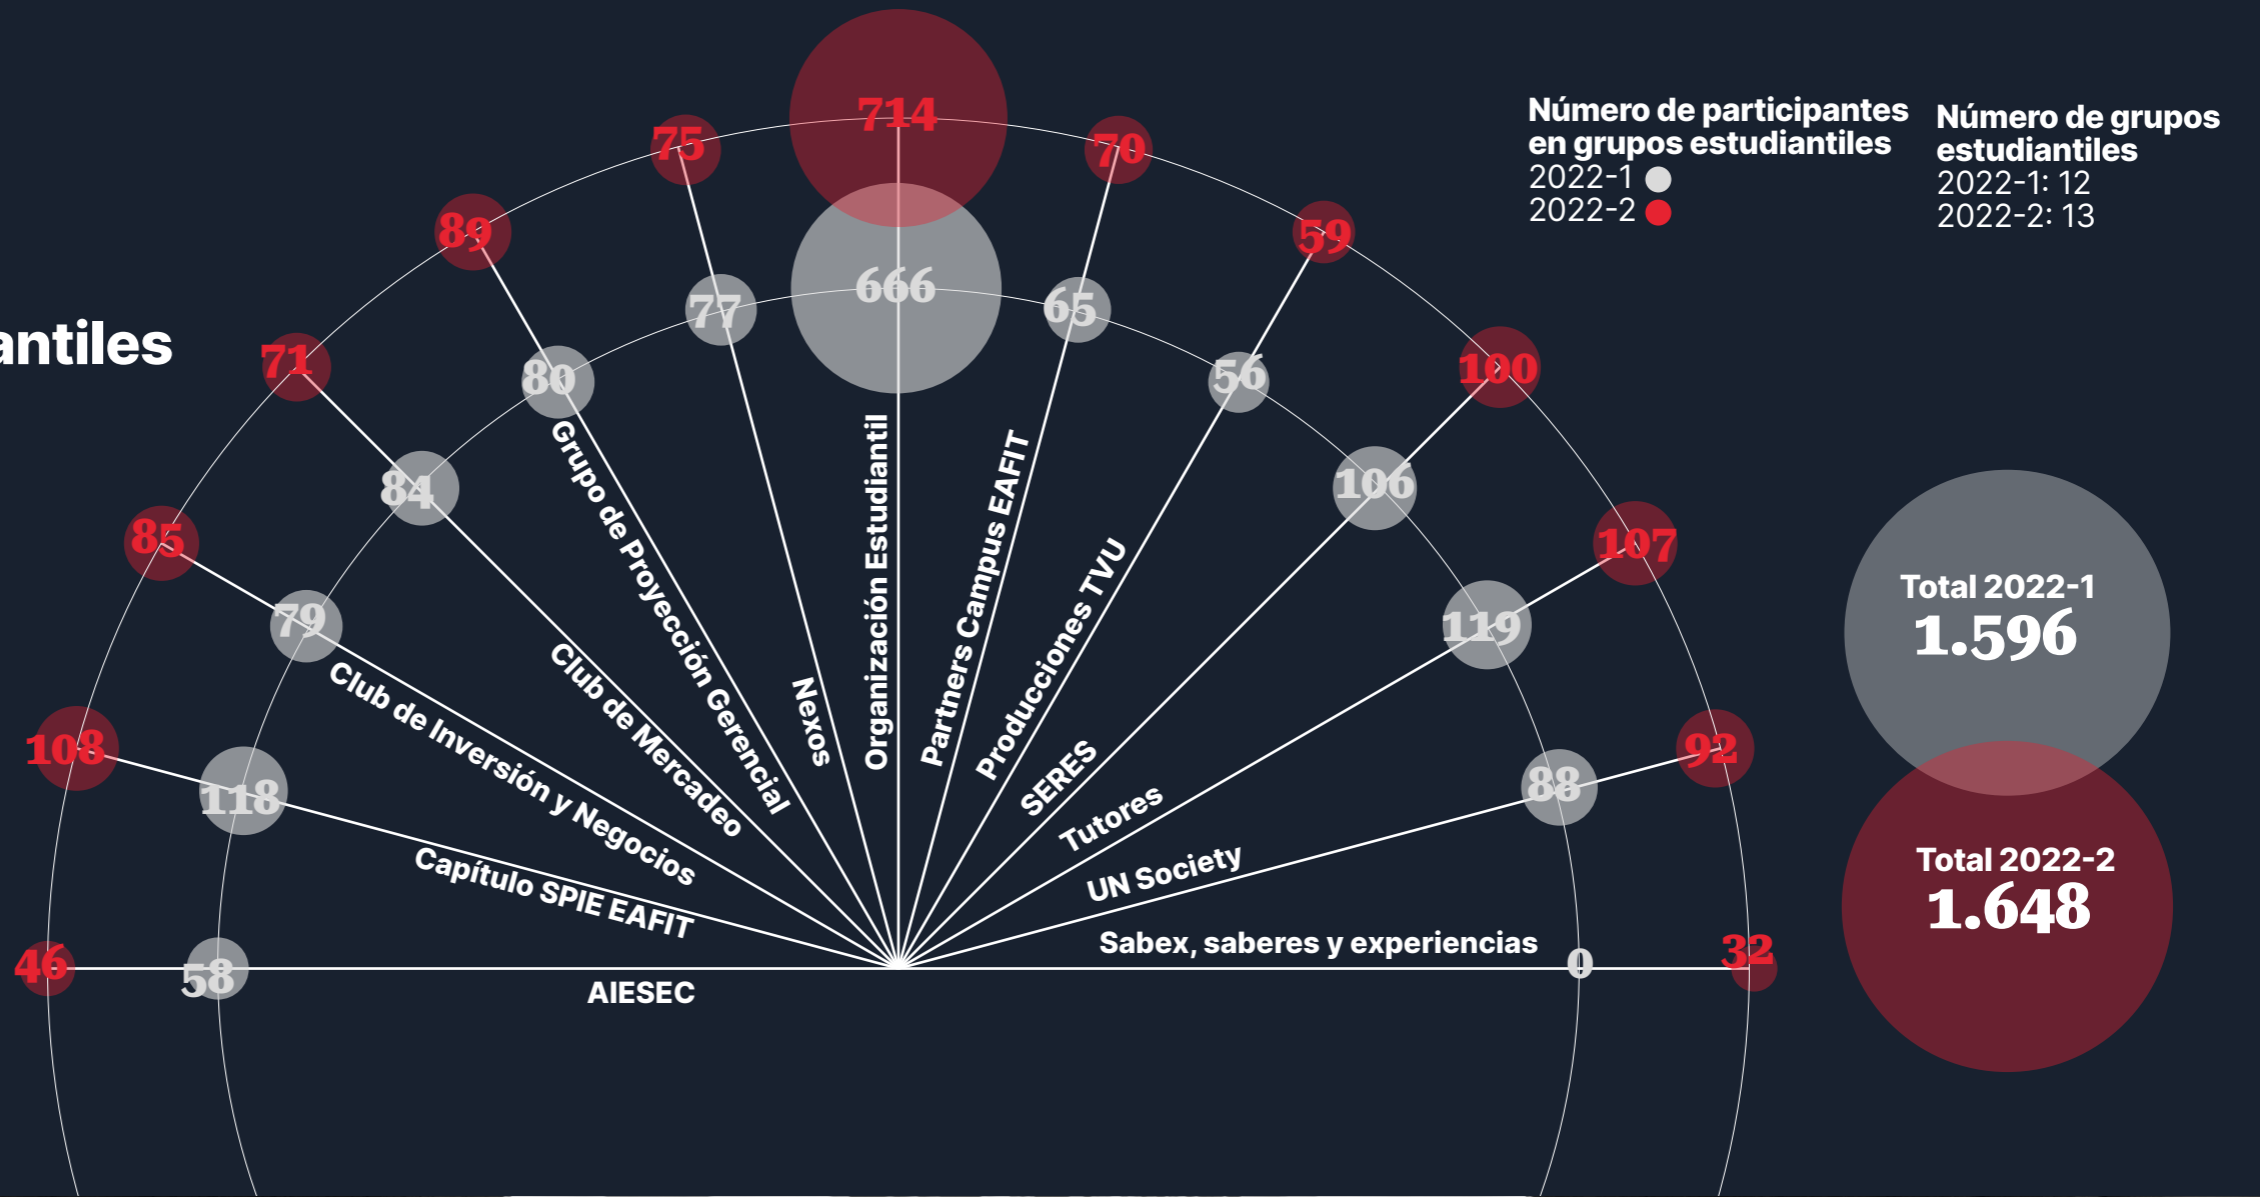 antiles
Número de participantes
en grupos estudiantiles
2022-1
2022-2
Número de grupos
estudiantiles
2022-1: 12
2022-2: 13
46
58
AIESEC
108
118
Capítulo SPIE EAFIT
85
79
Club de Inversión y Negocios
71
84
Club de Mercadeo
89
80
Grupo de Proyección Gerencial
75
77
Nexos
714
666
Organización Estudiantil
70
65
Partners Campus EAFIT
59
56
Producciones TVU
100
106
SERES
107
119
Tutores
92
88
UN Society
32
0
Sabex, saberes y experiencias
Total 2022-1
1.596
Total 2022-2
1.648